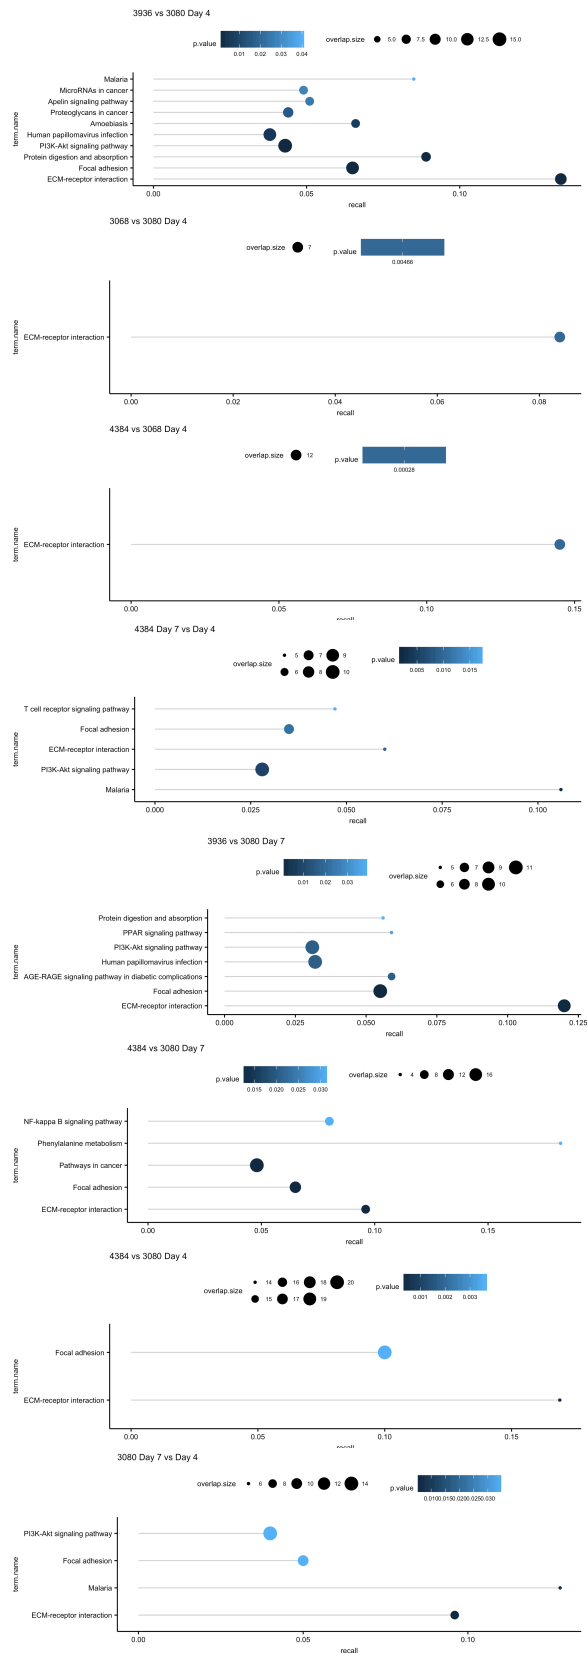 3936 vs 3080 Day 4
p.value 0.01 0.02 0.03 0.04 overlap.size 5.0 7.5 10.0 12.5 15.0
Malaria
MicroRNAs in cancer
Apelin signaling pathway
Proteoglycans in cancer
Amoebiasis
Human papillomavirus infection
PI3K-Akt signaling pathway
Protein digestion and absorption
Focal adhesion
ECM-receptor interaction
term.name
0.00 0.05 0.10
recall
3068 vs 3080 Day 4
overlap.size 7 p.value 0.00466
ECM-receptor interaction
term.name
0.00 0.02 0.04 0.06 0.08
recall
4384 vs 3068 Day 4
overlap.size 12 p.value 0.00028
ECM-receptor interaction
term.name
0.00 0.05 0.10 0.15
recall
4384 Day 7 vs Day 4
overlap.size 5 7 9 6 8 10 p.value 0.005 0.010 0.015
T cell receptor signaling pathway
Focal adhesion
ECM-receptor interaction
PI3K-Akt signaling pathway
Malaria
term.name
0.000 0.025 0.050 0.075 0.100
recall
3936 vs 3080 Day 7
p.value 0.01 0.02 0.03 overlap.size 5 7 9 11 6 8 10
Protein digestion and absorption
PPAR signaling pathway
PI3K-Akt signaling pathway
Human papillomavirus infection
AGE-RAGE signaling pathway in diabetic complications
Focal adhesion
ECM-receptor interaction
term.name
0.000 0.025 0.050 0.075 0.100 0.125
recall
4384 vs 3080 Day 7
p.value 0.015 0.020 0.025 0.030 overlap.size 4 8 12 16
NF-kappa B signaling pathway
Phenylalanine metabolism
Pathways in cancer
Focal adhesion
ECM-receptor interaction
term.name
0.00 0.05 0.10 0.15
recall
4384 vs 3080 Day 4
overlap.size 14 16 18 20 15 17 19 p.value 0.001 0.002 0.003
Focal adhesion
ECM-receptor interaction
term.name
0.00 0.05 0.10 0.15
recall
3080 Day 7 vs Day 4
overlap.size 6 8 10 12 14 p.value 0.010 0.015 0.020 0.025 0.030
PI3K-Akt signaling pathway
Focal adhesion
Malaria
ECM-receptor interaction
term.name
0.00 0.05 0.10
recall